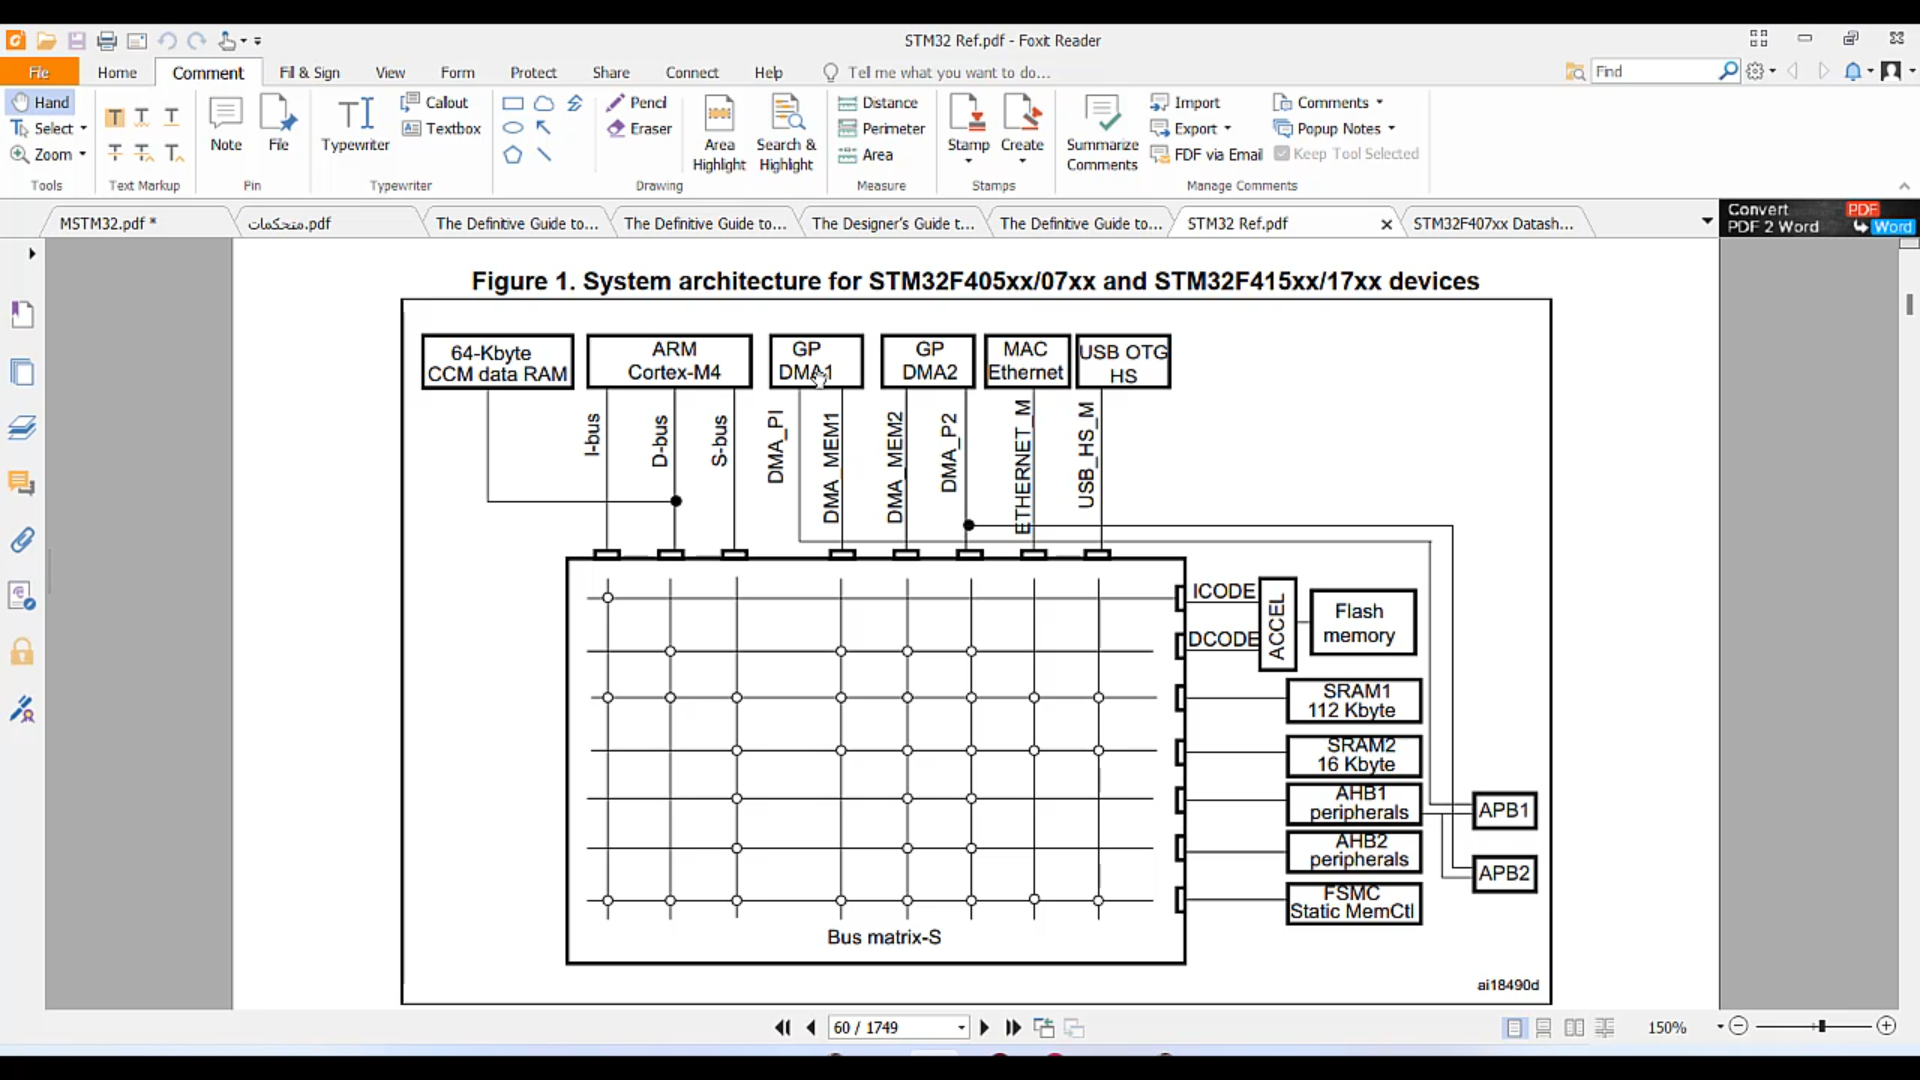 STM32 Ref.pdf - Foxit Reader
File
Home
Comment
Fill & Sign
View
Form
Protect
Share
Connect
Help
Tell me what you want to do...
Find
Hand
Select
Zoom
Tools
Text Markup
Note
File
Pin
Typewriter
Callout
Textbox
Typewriter
Pencil
Eraser
Area
Highlight
Search &
Highlight
Drawing
Distance
Perimeter
Area
Measure
Stamp
Create
Stamps
Summarize
Comments
Import
Export
FDF via Email
Comments
Popup Notes
Keep Tool Selected
Manage Comments
MSTM32.pdf *
متحكمات.pdf
The Definitive Guide to...
The Definitive Guide to...
The Designer's Guide t...
The Definitive Guide to...
STM32 Ref.pdf
STM32F407xx Datash...
Convert
PDF 2 Word
PDF
Word
Figure 1. System architecture for STM32F405xx/07xx and STM32F415xx/17xx devices
64-Kbyte
CCM data RAM
ARM
Cortex-M4
GP
DMA1
GP
DMA2
MAC
Ethernet
USB OTG
HS
I-bus
D-bus
S-bus
DMA_PI
DMA_MEM1
DMA_MEM2
DMA_P2
ETHERNET_M
USB_HS_M
ICODE
DCODE
ACCEL
Flash
memory
SRAM1
112 Kbyte
SRAM2
16 Kbyte
AHB1
peripherals
AHB2
peripherals
FSMC
Static MemCtl
APB1
APB2
Bus matrix-S
ai18490d
60 / 1749
150%